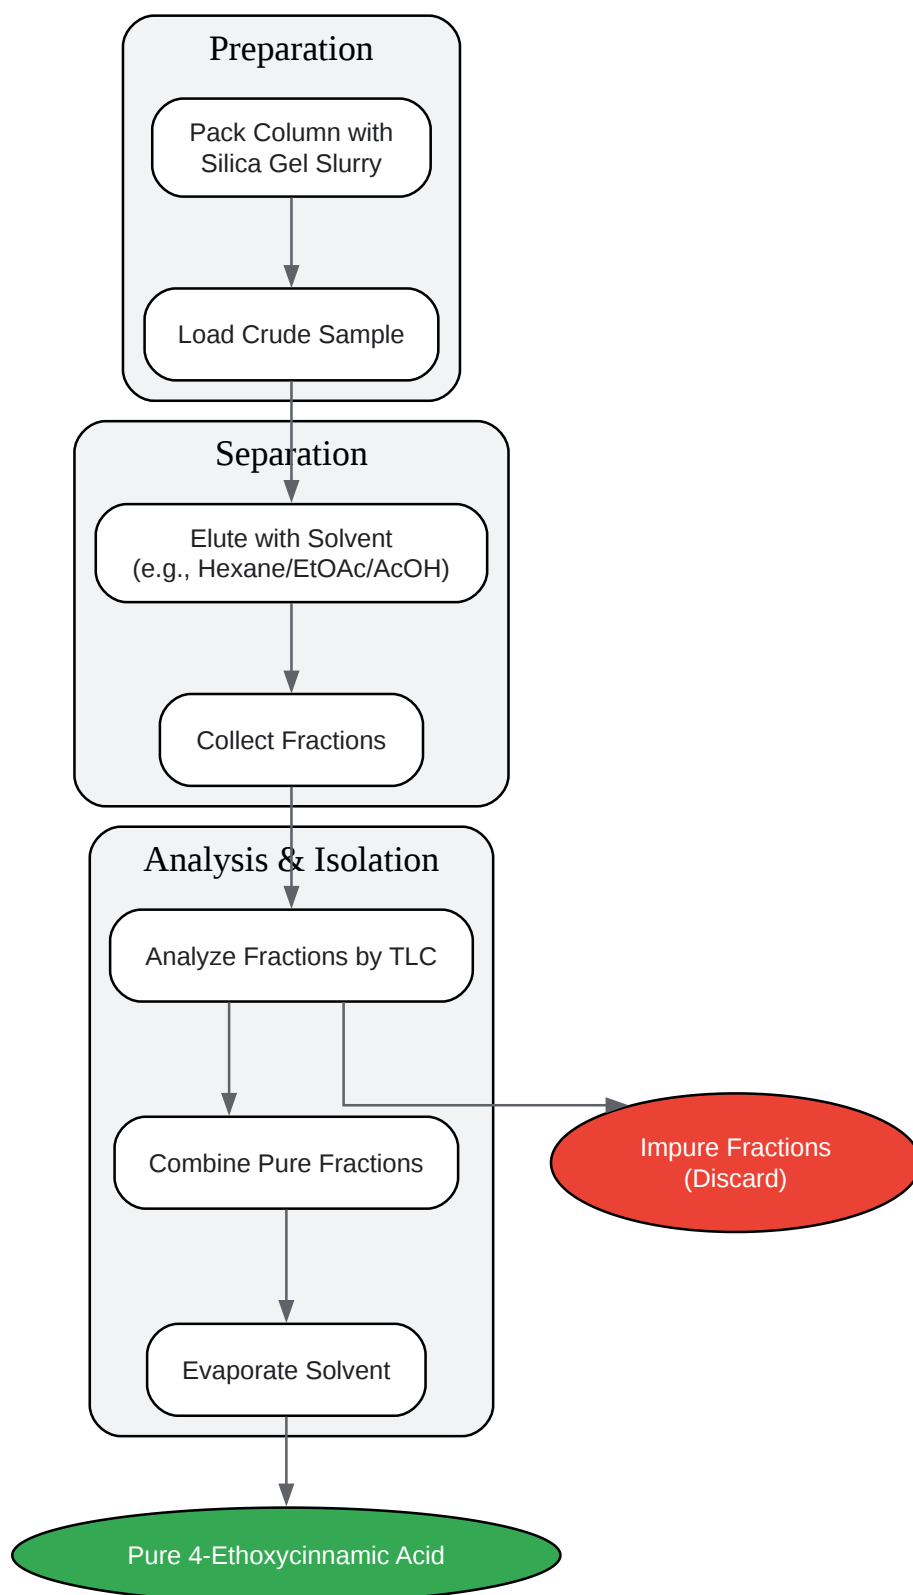 Preparation
Pack Column with
Silica Gel Slurry
Load Crude Sample
Separation
Elute with Solvent
(e.g., Hexane/EtOAc/AcOH)
Collect Fractions
Analysis & Isolation
Analyze Fractions by TLC
Combine Pure Fractions
Impure Fractions
(Discard)
Evaporate Solvent
Pure 4-Ethoxycinnamic Acid